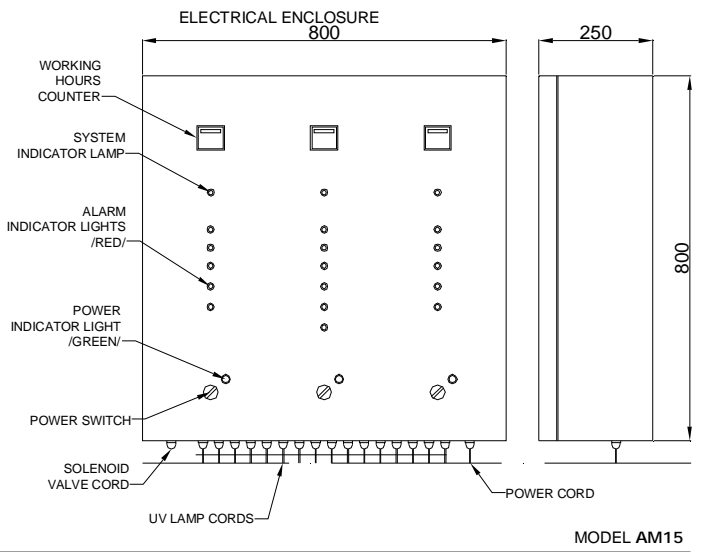 ELECTRICAL ENCLOSURE
800
250
WORKING
HOURS
COUNTER
SYSTEM
INDICATOR LAMP
ALARM
INDICATOR LIGHTS
/RED/
800
POWER
INDICATOR LIGHT
/GREEN/
POWER SWITCH
SOLENOID
VALVE CORD
POWER CORD
UV LAMP CORDS
MODEL AM15